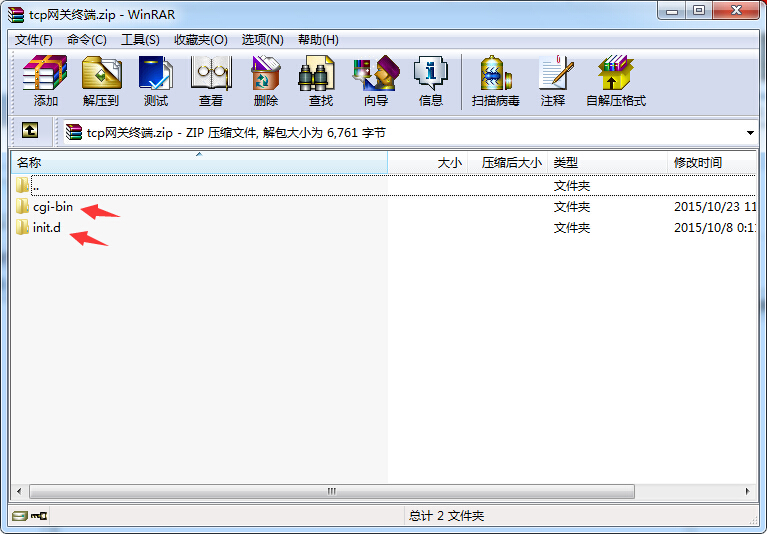 tcp网关终端.zip - WinRAR
文件(F) 命令(C) 工具(S) 收藏夹(O) 选项(N) 帮助(H)
添加 解压到 测试 查看 删除 查找 向导 信息 扫描病毒 注释 自解压格式
tcp网关终端.zip - ZIP 压缩文件, 解包大小为 6,761 字节
名称 大小 压缩后大小 类型 修改时间
.. 文件夹
cgi-bin 文件夹 2015/10/23 11
init.d 文件夹 2015/10/8 0:1
总计 2 文件夹